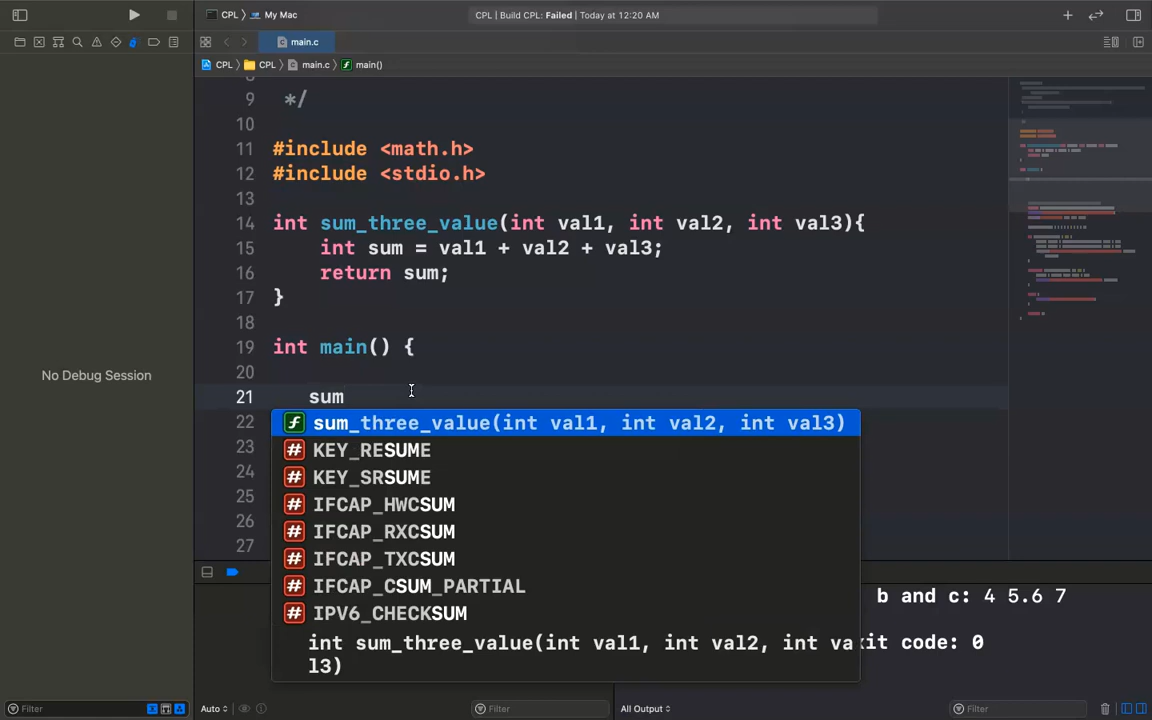 CPL 〉 My Mac
CPL | Build CPL: Failed | Today at 12:20 AM
main.c
CPL 〉 CPL 〉 main.c 〉 main()
9 */
10
11 #include <math.h>
12 #include <stdio.h>
13
14 int sum_three_value(int val1, int val2, int val3){
15 int sum = val1 + val2 + val3;
16 return sum;
17 }
18
19 int main() {
20
21 sum
22
23
24
25
26
27
sum_three_value(int val1, int val2, int val3)
KEY_RESUME
KEY_SRSUME
IFCAP_HWCSUM
IFCAP_RXCSUM
IFCAP_TXCSUM
IFCAP_CSUM_PARTIAL
IPV6_CHECKSUM
int sum_three_value(int val1, int val2, int va
l3)
No Debug Session
b and c: 4 5.6 7
xit code: 0
Filter
Auto
Filter
All Output
Filter